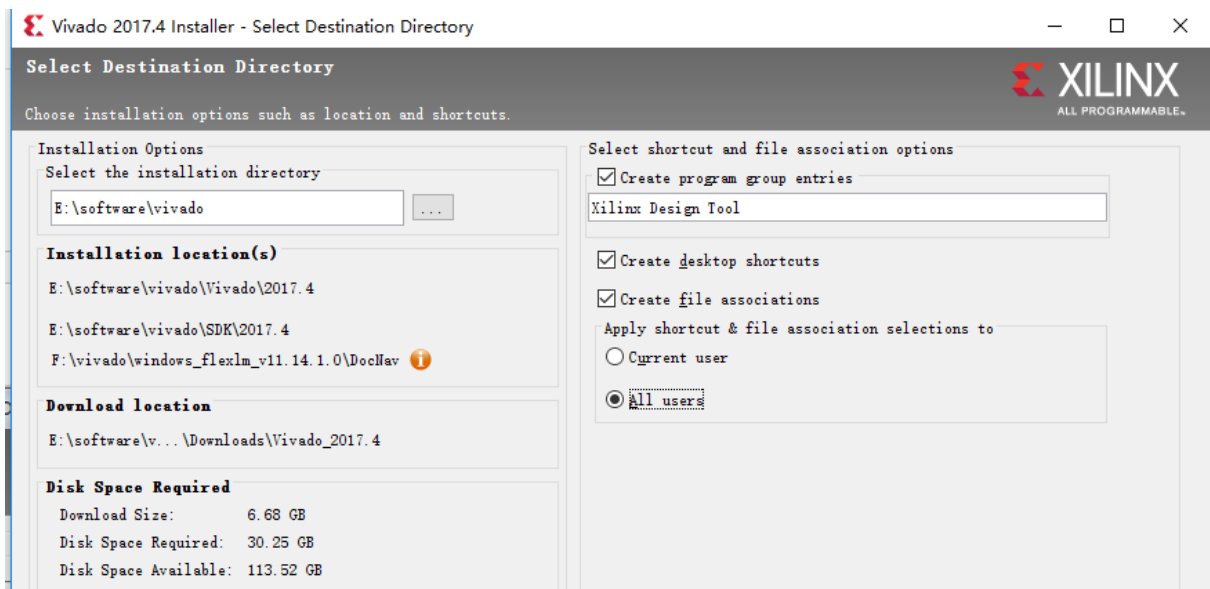 Vivado 2017.4 Installer - Select Destination Directory
Select Destination Directory
XILINX
ALL PROGRAMMABLE.
Choose installation options such as location and shortcuts.
Installation Options
Select the installation directory
E:\software\vivado
...
Installation location(s)
E:\software\vivado\Vivado\2017.4
E:\software\vivado\SDK\2017.4
F:\vivado\windows_flexlm_v11.14.1.0\DocNav
Download location
E:\software\v...\Downloads\Vivado_2017.4
Disk Space Required
Download Size: 6.68 GB
Disk Space Required: 30.25 GB
Disk Space Available: 113.52 GB
Select shortcut and file association options
Create program group entries
Xilinx Design Tool
Create desktop shortcuts
Create file associations
Apply shortcut & file association selections to
Current user
All users